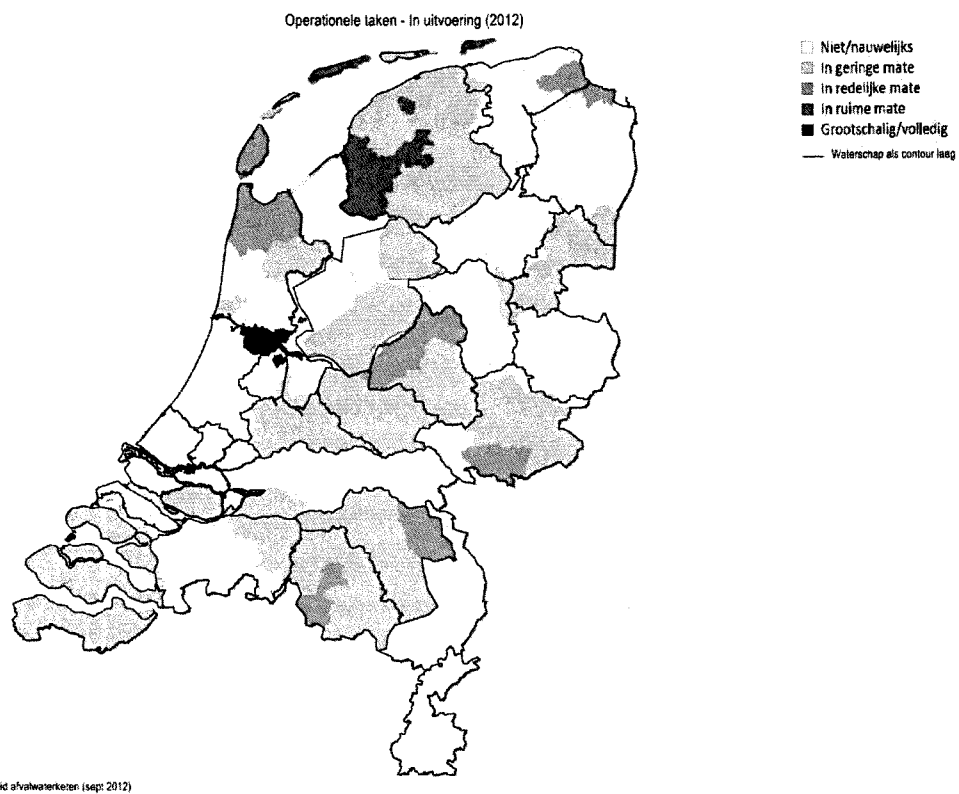 Operationele taken - In uitvoering (2012)
Niet/nauwelijks
In geringe mate
In redelijke mate
In ruime mate
Grootschalig/volledig
Waterschap als contour laag
id afvalwaterketen (sept 2012)